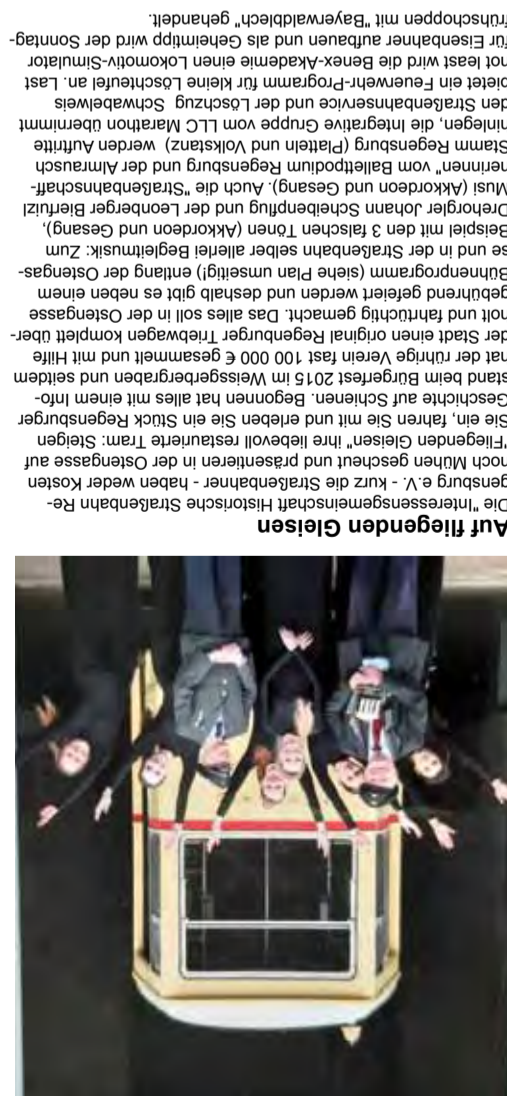 Auf fliegenden Gleisen
Die "Interessensgemeinschaft Historische Straßenbahn Re-
gensburg e.V. - kurz die Straßenbahner - haben weder Kosten
noch Mühen gescheut und präsentieren in der Ostengasse auf
"Fliegenden Gleisen" ihre liebevoll restaurierte Tram: Steigen
Sie ein, fahren Sie mit und erleben Sie ein Stück Regensburger
Geschichte auf Schienen. Begonnen hat alles mit einem Info-
stand beim Bürgerfest 2015 im Weissgerbergraben und seitdem
hat der rührige Verein fast 100 000 € gesammelt und mit Hilfe
der Stadt einen original Regenburger Triebwagen komplett über-
holt und fahrtüchtig gemacht. Das alles soll in der Ostengasse
gebührend gefeiert werden und deshalb gibt es neben einem
Bühnenprogramm (siehe Plan umseitig!) entlang der Ostengas-
se und in der Straßenbahn selber allerlei Begleitmusik: Zum
Beispiel mit den 3 falschen Tönen (Akkordeon und Gesang),
Drehorgler Johann Scheibenpflug und der Leonberger Bierfuizl
Musi (Akkordeon und Gesang). Auch die "Straßenbahnschaff-
nerinnen" vom Ballettpodium Regensburg und der Almrausch
Stamm Regensburg (Platteln und Volkstanz) werden Auftritte
hinlegen, die Integrative Gruppe vom LLC Marathon übernimmt
den Straßenbahnservice und der Löschzug Schwabelweis
bietet ein Feuerwehr-Programm für kleine Löschteufel an. Last
not least wird die Benex-Akademie einen Lokomotiv-Simulator
für Eisenbahner aufbauen und als Geheimtipp wird der Sonntag-
frühschoppen mit "Bayerwaldblech" gehandelt.